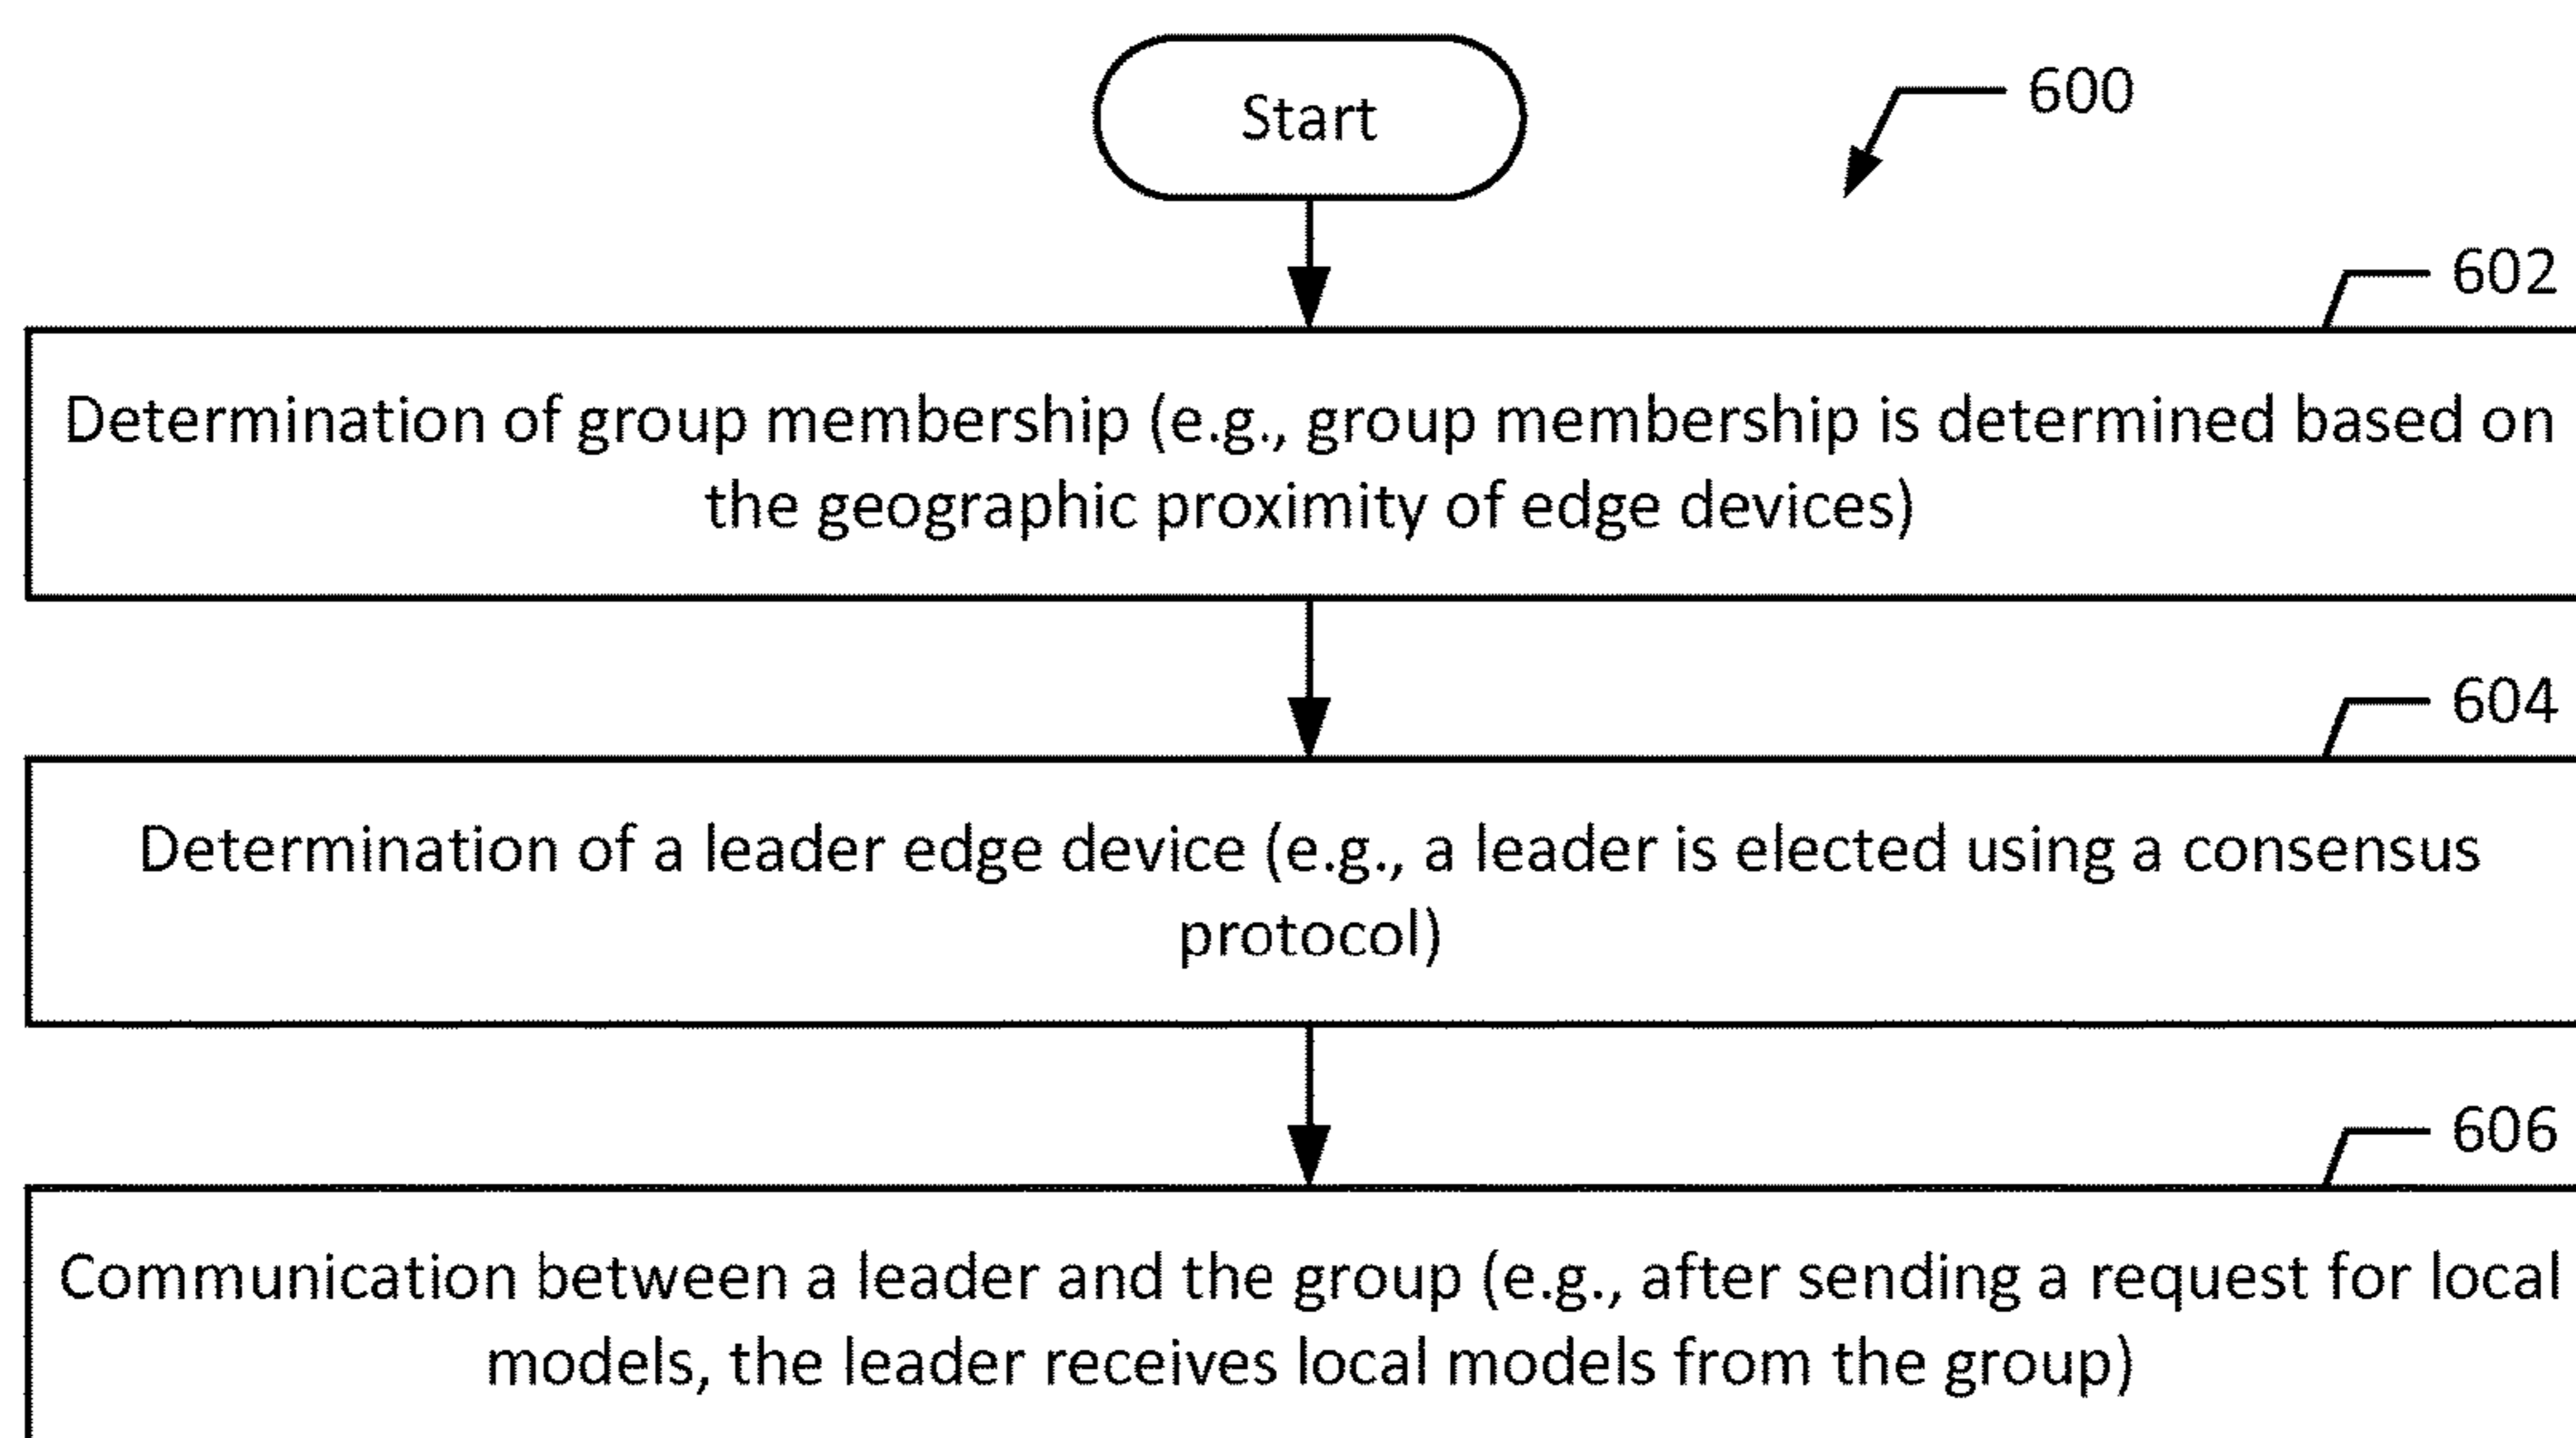 Start
600
602
Determination of group membership (e.g., group membership is determined based on
the geographic proximity of edge devices)
604
Determination of a leader edge device (e.g., a leader is elected using a consensus
protocol)
606
Communication between a leader and the group (e.g., after sending a request for local
models, the leader receives local models from the group)